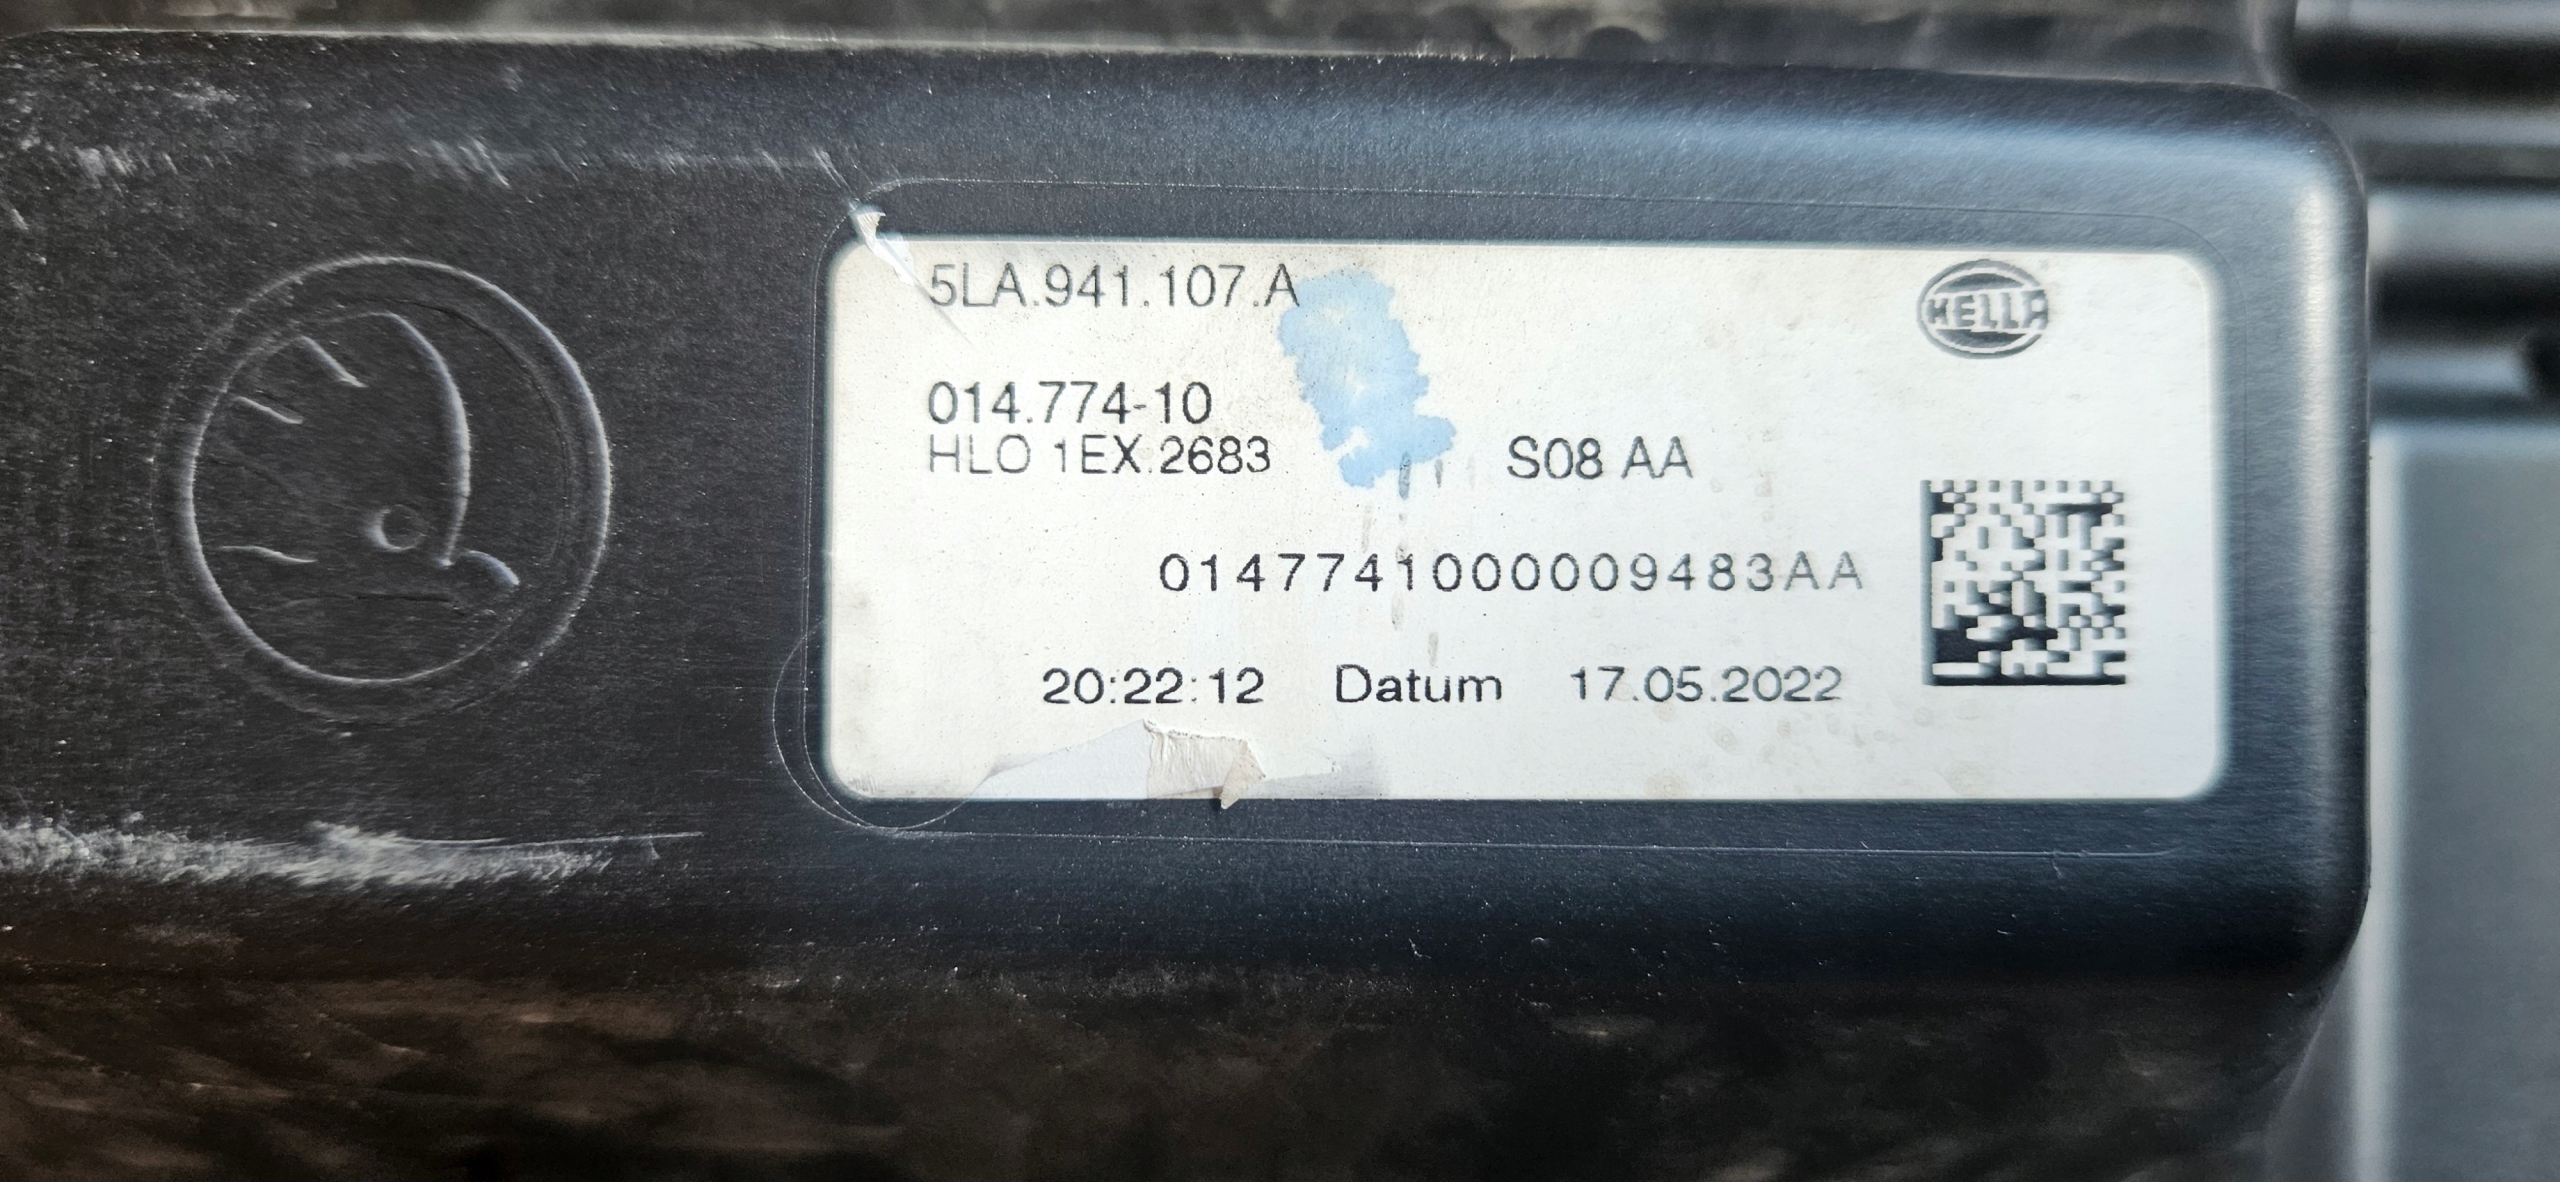 5LA.941.107.A
HELLA
014.774-10
HLO 1EX.2683 S08 AA
0147741000009483AA
20:22:12 Datum 17.05.2022